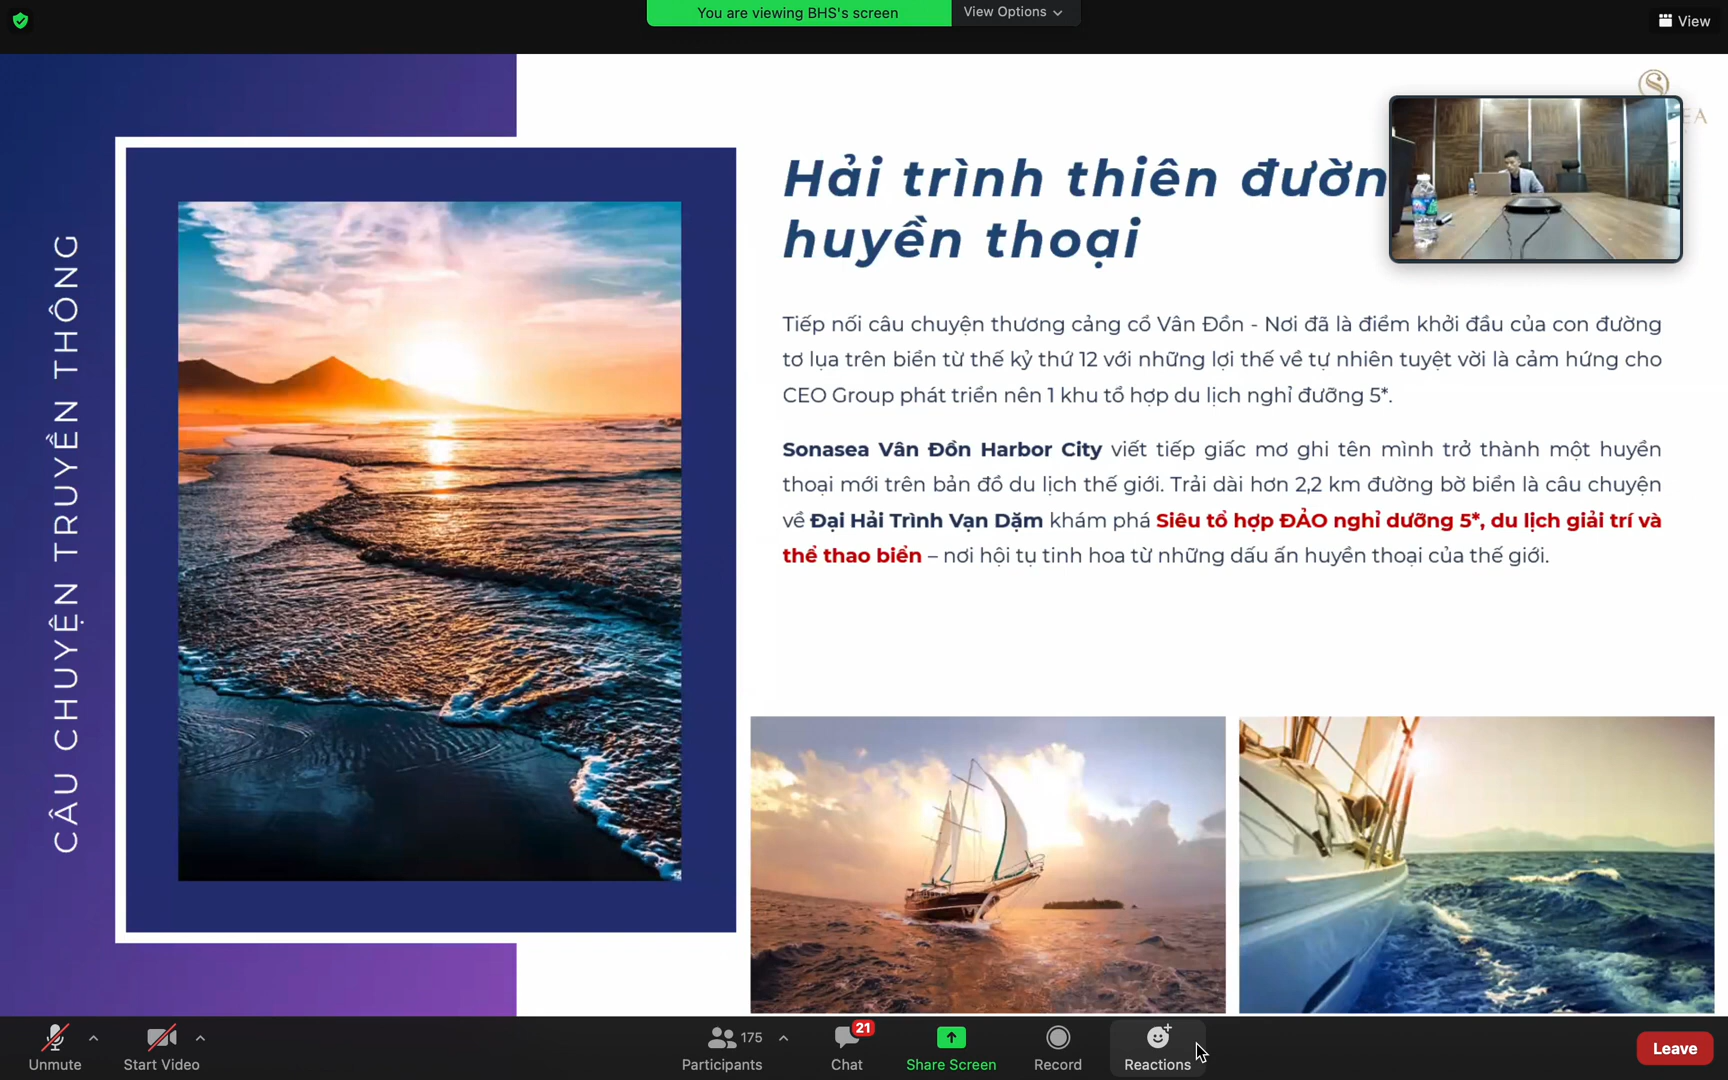 You are viewing BHS's screen
View Options
View
CÂU CHUYỆN TRUYỀN THÔNG
Hải trình thiên đườn
huyền thoại
Tiếp nối câu chuyện thương cảng cổ Vân Đồn - Nơi đã là điểm khởi đầu của con đường
tơ lụa trên biển từ thế kỷ thứ 12 với những lợi thế về tự nhiên tuyệt vời là cảm hứng cho
CEO Group phát triển nên 1 khu tổ hợp du lịch nghỉ đưỡng 5*.
Sonasea Vân Đồn Harbor City viết tiếp giấc mơ ghi tên mình trở thành một huyền
thoại mới trên bản đồ du lịch thế giới. Trải dài hơn 2,2 km đường bờ biển là câu chuyện
về Đại Hải Trình Vạn Dặm khám phá Siêu tổ hợp ĐẢO nghỉ dưỡng 5*, du lịch giải trí và
thể thao biển – nơi hội tụ tinh hoa từ những dấu ấn huyền thoại của thế giới.
Unmute
Start Video
175
Participants
21
Chat
Share Screen
Record
Reactions
Leave